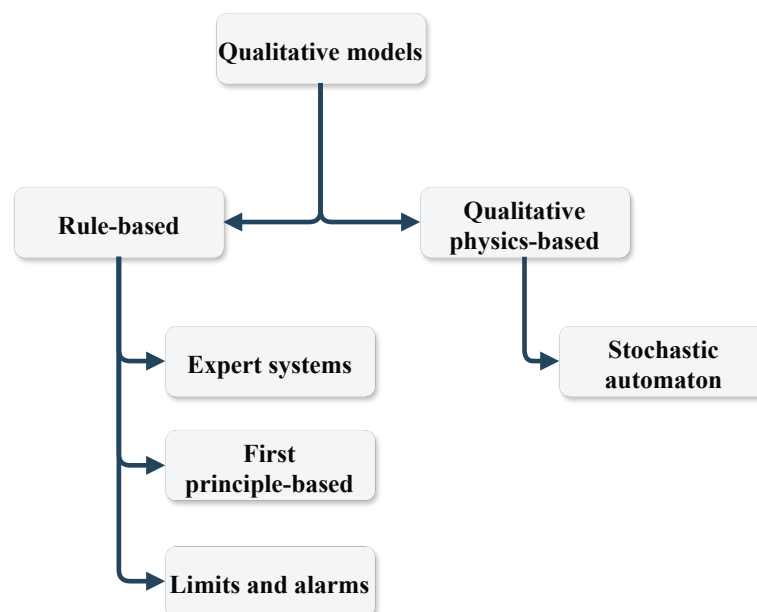 Qualitative models
Rule-based
Qualitative
physics-based
Expert systems
Stochastic
automaton
First
principle-based
Limits and alarms